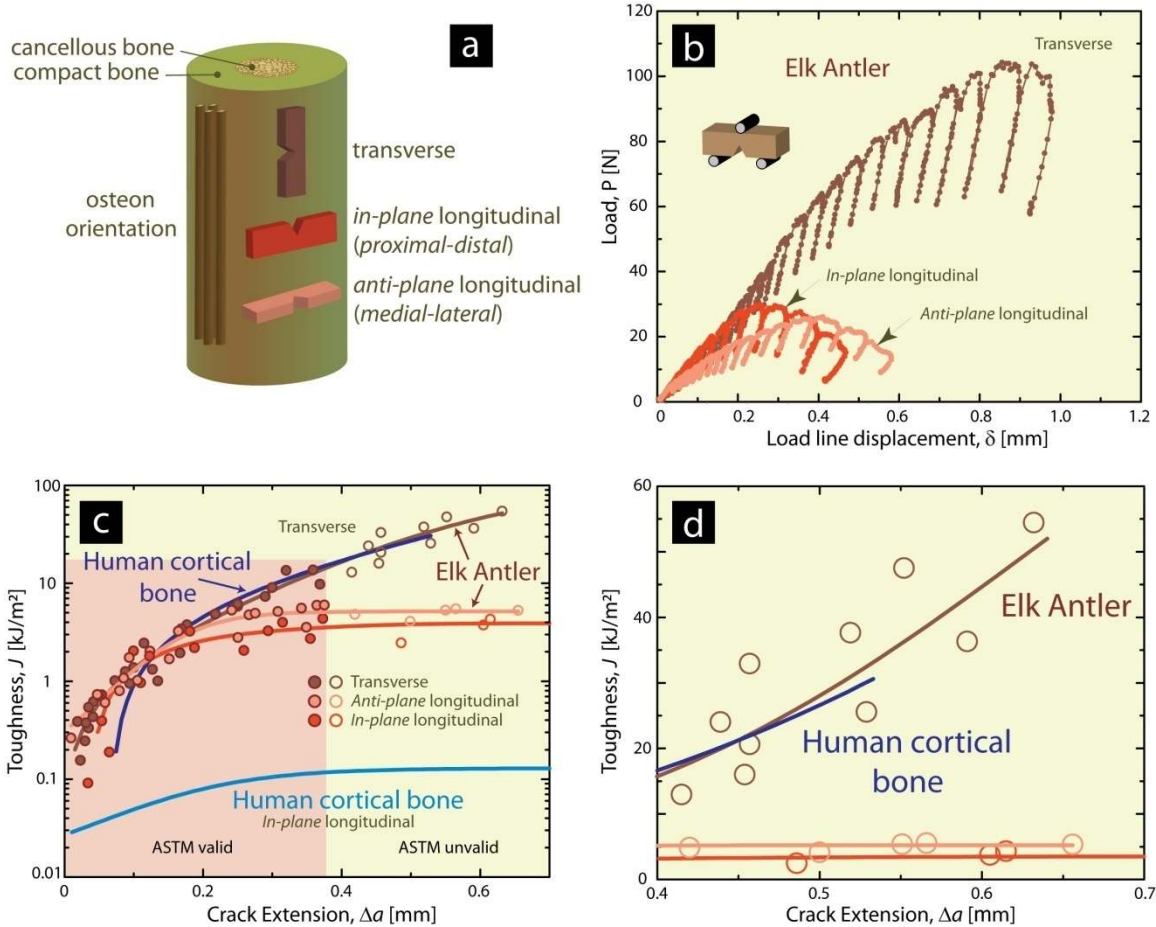 a
cancellous bone
compact bone
transverse
osteon
orientation
in-plane longitudinal
(proximal-distal)
anti-plane longitudinal
(medial-lateral)
b
Transverse
Elk Antler
In-plane longitudinal
Anti-plane longitudinal
120
100
80
60
40
20
0
Load, P [N]
0 0.2 0.4 0.6 0.8 1.0 1.2
Load line displacement, δ [mm]
c
Transverse
Human cortical
bone
Elk Antler
Transverse
Anti-plane longitudinal
In-plane longitudinal
Human cortical bone
In-plane longitudinal
ASTM valid
ASTM unvalid
100
10
1
0.1
0.01
Toughness, J [kJ/m²]
0 0.2 0.4 0.6
Crack Extension, Δa [mm]
d
Elk Antler
Human cortical
bone
60
50
40
30
20
10
0
Toughness, J [kJ/m²]
0.4 0.5 0.6 0.7
Crack Extension, Δa [mm]